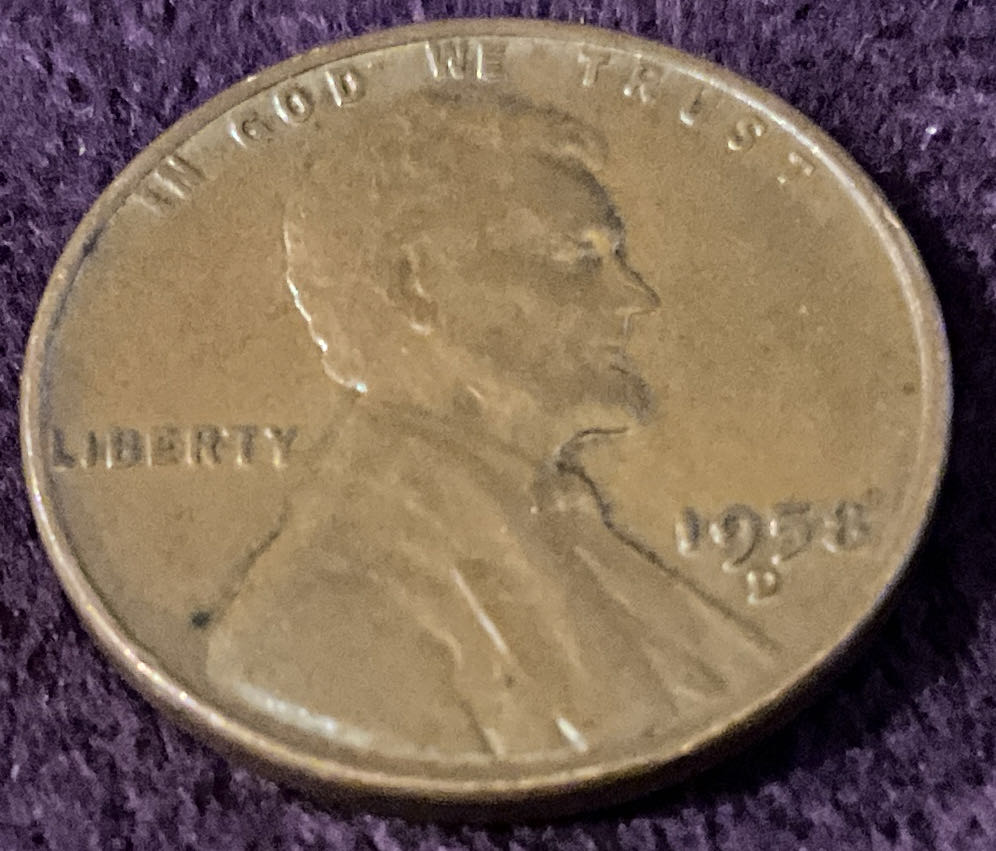 IN GOD WE TRUST
LIBERTY
1958
D